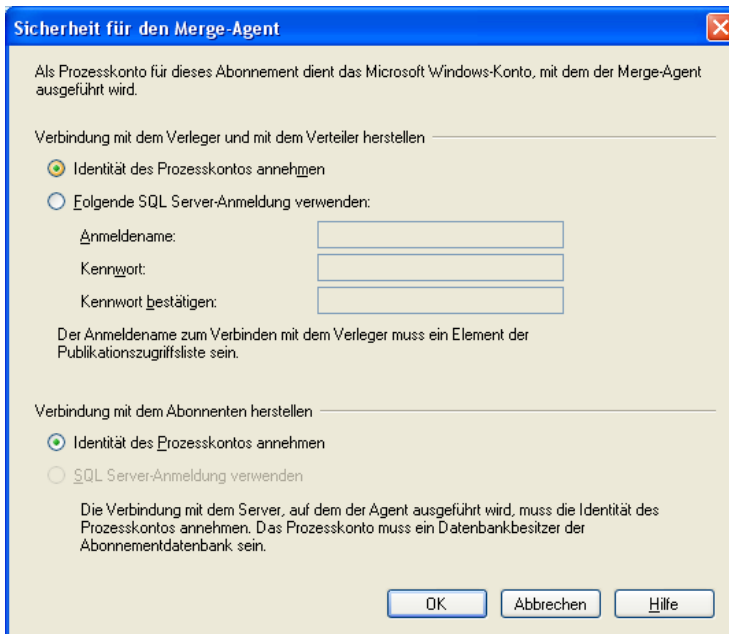 Sicherheit für den Merge-Agent
Als Prozesskonto für dieses Abonnement dient das Microsoft Windows-Konto, mit dem der Merge-Agent
ausgeführt wird.
Verbindung mit dem Verleger und mit dem Verteiler herstellen
Identität des Prozesskontos annehmen
Folgende SQL Server-Anmeldung verwenden:
Anmeldename:
Kennwort:
Kennwort bestätigen:
Der Anmeldename zum Verbinden mit dem Verleger muss ein Element der
Publikationszugriffsliste sein.
Verbindung mit dem Abonnenten herstellen
Identität des Prozesskontos annehmen
SQL Server-Anmeldung verwenden
Die Verbindung mit dem Server, auf dem der Agent ausgeführt wird, muss die Identität des
Prozesskontos annehmen. Das Prozesskonto muss ein Datenbankbesitzer der
Abonnementdatenbank sein.
OK Abbrechen Hilfe